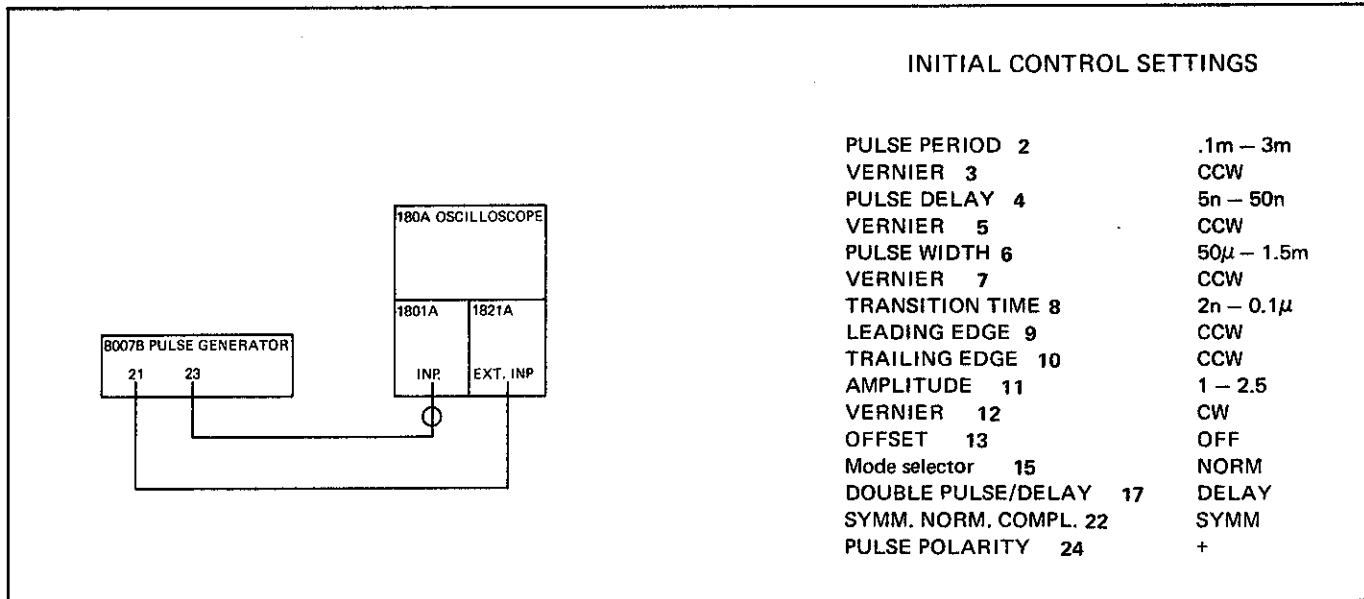 INITIAL CONTROL SETTINGS
PULSE PERIOD 2 .1m – 3m
VERNIER 3 CCW
PULSE DELAY 4 5n – 50n
VERNIER 5 CCW
PULSE WIDTH 6 50μ – 1.5m
VERNIER 7 CCW
TRANSITION TIME 8 2n – 0.1μ
LEADING EDGE 9 CCW
TRAILING EDGE 10 CCW
AMPLITUDE 11 1 – 2.5
VERNIER 12 CW
OFFSET 13 OFF
Mode selector 15 NORM
DOUBLE PULSE/DELAY 17 DELAY
SYMM. NORM. COMPL. 22 SYMM
PULSE POLARITY 24 +
180A OSCILLOSCOPE
1801A 1821A
INP. EXT. INP
8007B PULSE GENERATOR
21 23